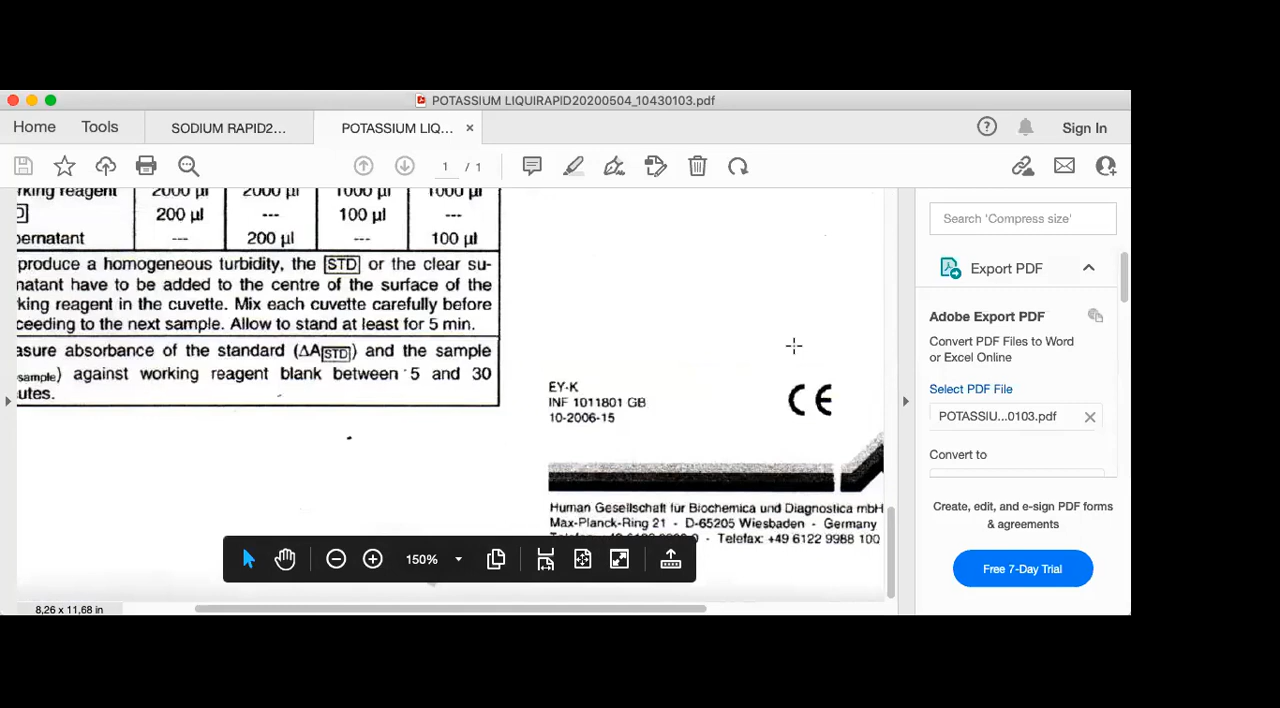 POTASSIUM LIQUIRAPID20200504_10430103.pdf
Home Tools SODIUM RAPID2... POTASSIUM LIQ... × Sign In
1 / 1
rking reagent 2000 µl 2000 µl 1000 µl 1000 µl
200 µl --- 100 µl ---
ernatant --- 200 µl --- 100 µl
produce a homogeneous turbidity, the STD or the clear su-
natant have to be added to the centre of the surface of the
king reagent in the cuvette. Mix each cuvette carefully before
ceeding to the next sample. Allow to stand at least for 5 min.
asure absorbance of the standard (ΔA STD) and the sample
sample) against working reagent blank between 5 and 30
utes.
EY-K
INF 1011801 GB
10-2006-15
CE
Human Gesellschaft für Biochemica und Diagnostica mbH
Max-Planck-Ring 21 - D-65205 Wiesbaden - Germany
Telefax: +49 6122 9988 100
150%
8,26 x 11,68 in
Search 'Compress size'
Export PDF
Adobe Export PDF
Convert PDF Files to Word
or Excel Online
Select PDF File
POTASSIU...0103.pdf
Convert to
Create, edit, and e-sign PDF forms
& agreements
Free 7-Day Trial